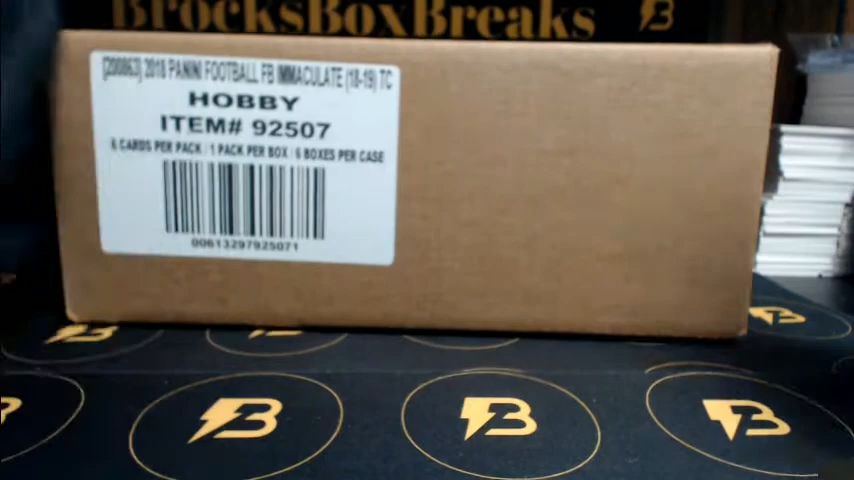 BrocksBoxBreaks
[200863] 2018 PANINI FOOTBALL FB IMMACULATE (18-19) TC
HOBBY
ITEM# 92507
6 CARDS PER PACK / 1 PACK PER BOX / 6 BOXES PER CASE
00613297925071
B
B
B
B
B
B